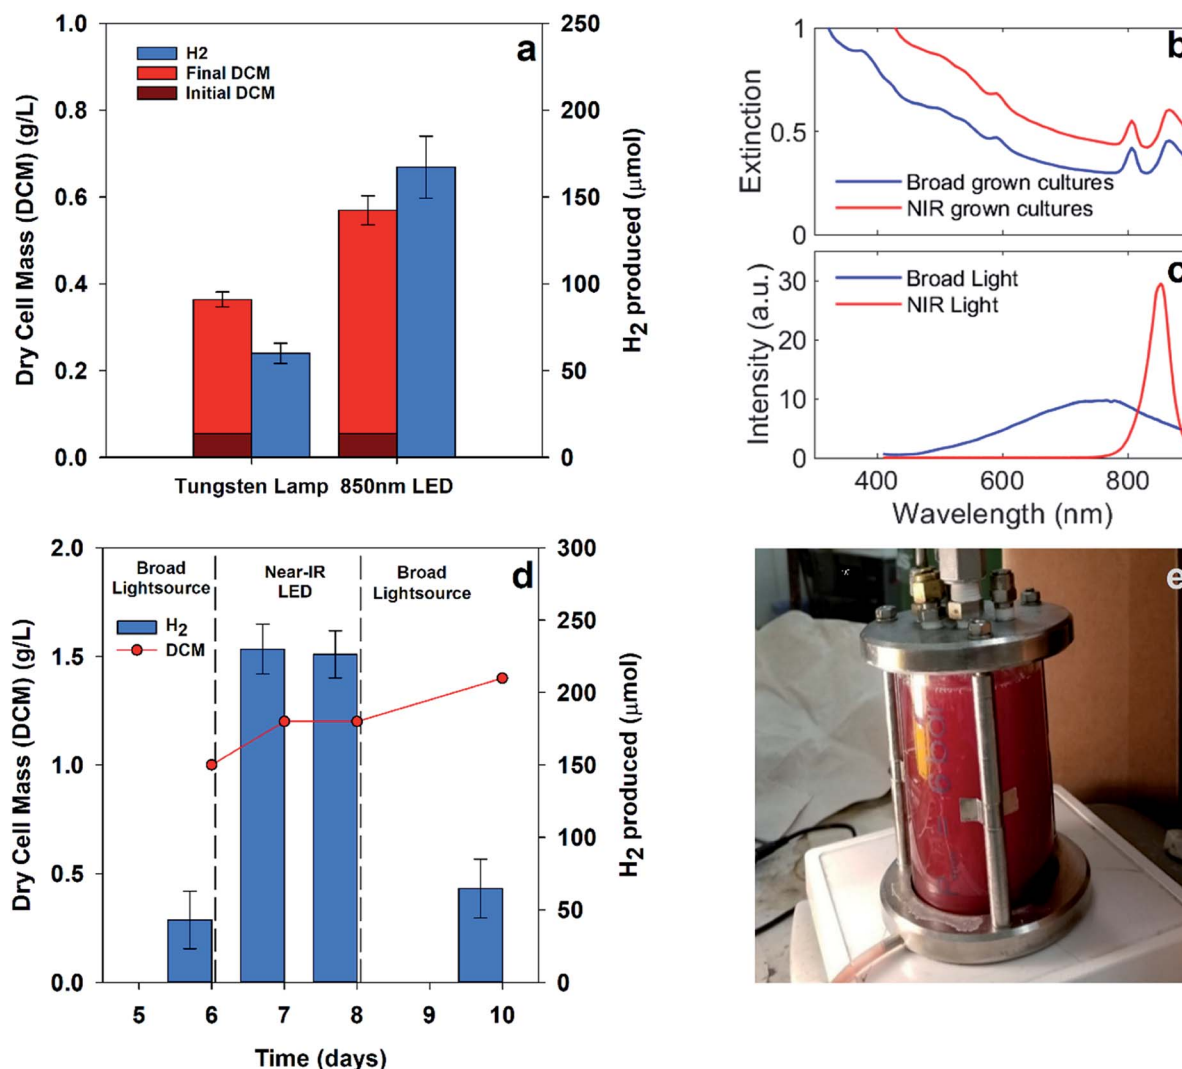 a
1.0
0.8
0.6
0.4
0.2
0.0
Dry Cell Mass (DCM) (g/L)
H2
Final DCM
Initial DCM
250
200
150
100
50
0
H2 produced (μmol)
Tungsten Lamp 850nm LED
b
1
0.5
0
Extinction
Broad grown cultures
NIR grown cultures
c
30
20
10
0
Intensity (a.u.)
Broad Light
NIR Light
400 600 800
Wavelength (nm)
d
2.0
1.5
1.0
0.5
0.0
Dry Cell Mass (DCM) (g/L)
Broad
Lightsource
Near-IR
LED
Broad
Lightsource
H2
DCM
300
250
200
150
100
50
0
H2 produced (μmol)
5 6 7 8 9 10
Time (days)
e